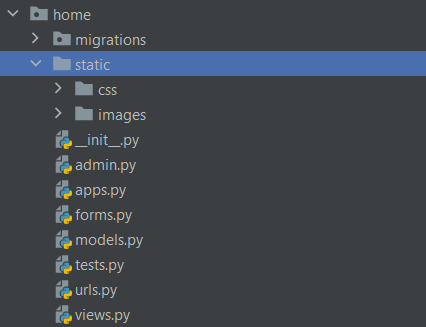 home
migrations
static
css
images
__init__.py
admin.py
apps.py
forms.py
models.py
tests.py
urls.py
views.py